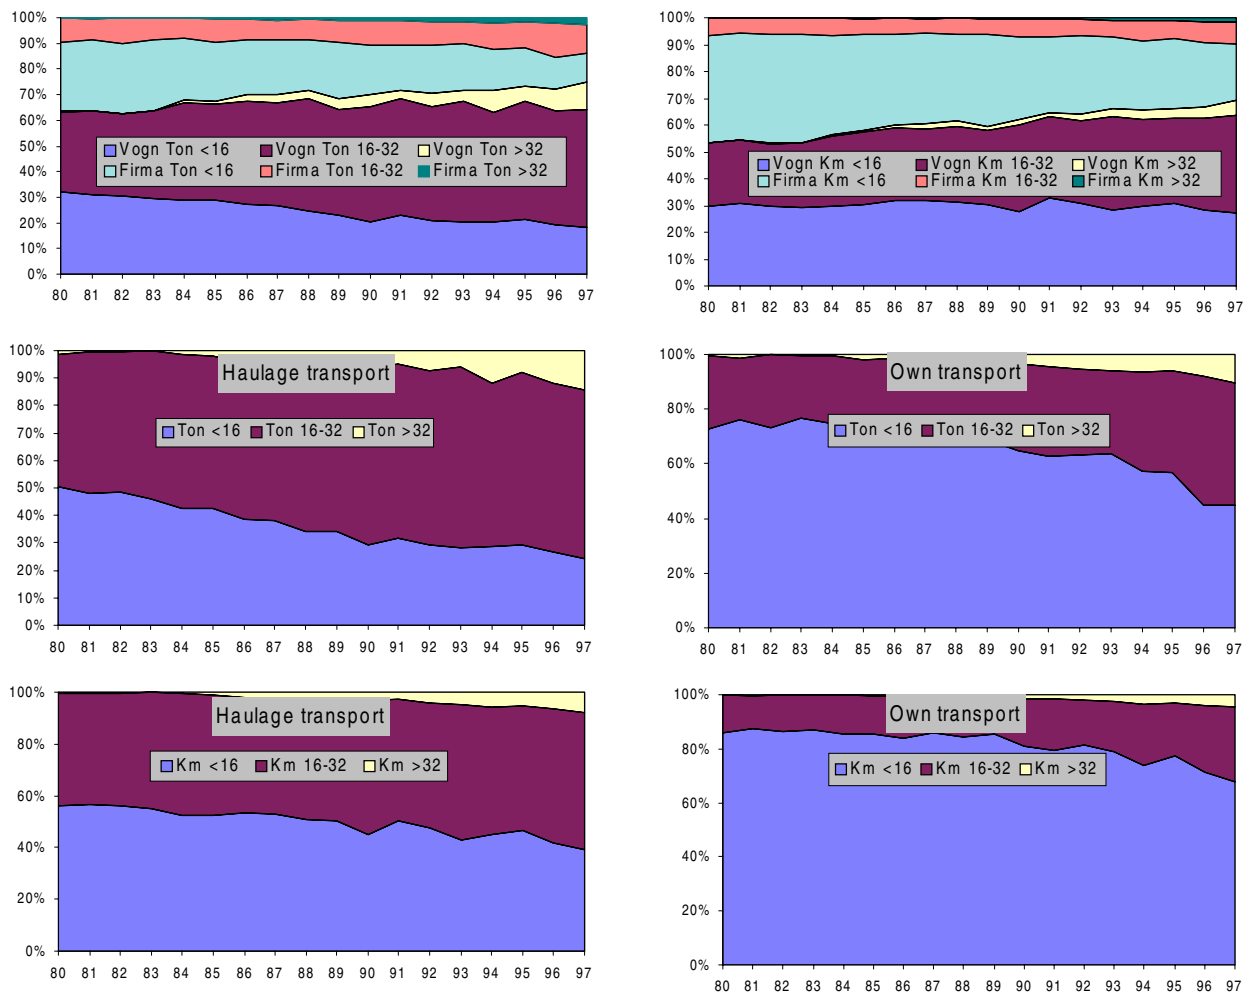 100%
90%
80%
70%
60%
50%
40%
30%
20%
10%
0%
Vogn Ton <16 Vogn Ton 16-32 Vogn Ton >32
Firma Ton <16 Firma Ton 16-32 Firma Ton >32
80 81 82 83 84 85 86 87 88 89 90 91 92 93 94 95 96 97
100%
90%
80%
70%
60%
50%
40%
30%
20%
10%
0%
Vogn Km <16 Vogn Km 16-32 Vogn Km >32
Firma Km <16 Firma Km 16-32 Firma Km >32
80 81 82 83 84 85 86 87 88 89 90 91 92 93 94 95 96 97
100%
90%
80%
70%
60%
50%
40%
30%
20%
10%
0%
Haulage transport
Ton <16 Ton 16-32 Ton >32
80 81 82 83 84 85 86 87 88 89 90 91 92 93 94 95 96 97
100%
80%
60%
40%
20%
0%
Own transport
Ton <16 Ton 16-32 Ton >32
80 81 82 83 84 85 86 87 88 89 90 91 92 93 94 95 96 97
100%
80%
60%
40%
20%
0%
Haulage transport
Km <16 Km 16-32 Km >32
80 81 82 83 84 85 86 87 88 89 90 91 92 93 94 95 96 97
100%
80%
60%
40%
20%
0%
Own transport
Km <16 Km 16-32 Km >32
80 81 82 83 84 85 86 87 88 89 90 91 92 93 94 95 96 97